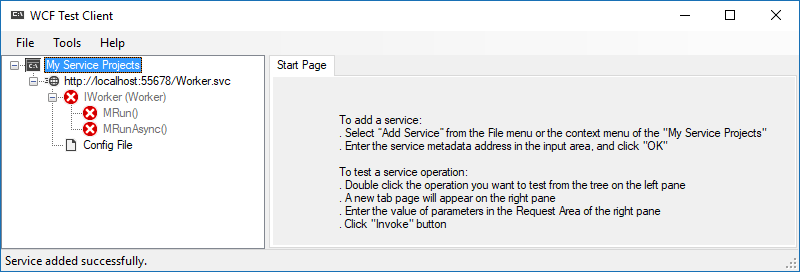 WCF Test Client
File Tools Help
My Service Projects
http://localhost:55678/Worker.svc
IWorker (Worker)
MRun()
MRunAsync()
Config File
Start Page
To add a service:
. Select "Add Service" from the File menu or the context menu of the "My Service Projects"
. Enter the service metadata address in the input area, and click "OK"
To test a service operation:
. Double click the operation you want to test from the tree on the left pane
. A new tab page will appear on the right pane
. Enter the value of parameters in the Request Area of the right pane
. Click "Invoke" button
Service added successfully.